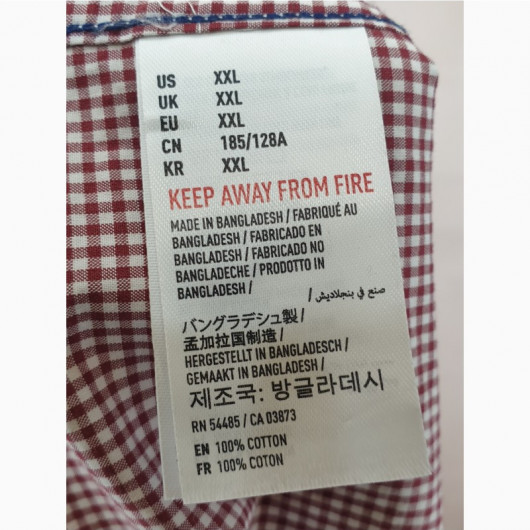 US XXL
UK XXL
EU XXL
CN 185/128A
KR XXL
KEEP AWAY FROM FIRE
MADE IN BANGLADESH / FABRIQUÉ AU
BANGLADESH / FABRICADO EN
BANGLADESH / FABRICADO NO
BANGLADECHE / PRODOTTO IN
BANGLADESH /
صنع في بنجلاديش /
バングラデシュ製 /
孟加拉国制造 /
HERGESTELLT IN BANGLADESCH /
GEMAAKT IN BANGLADESH /
제조국: 방글라데시
RN 54485 / CA 03873
EN 100% COTTON
FR 100% COTON